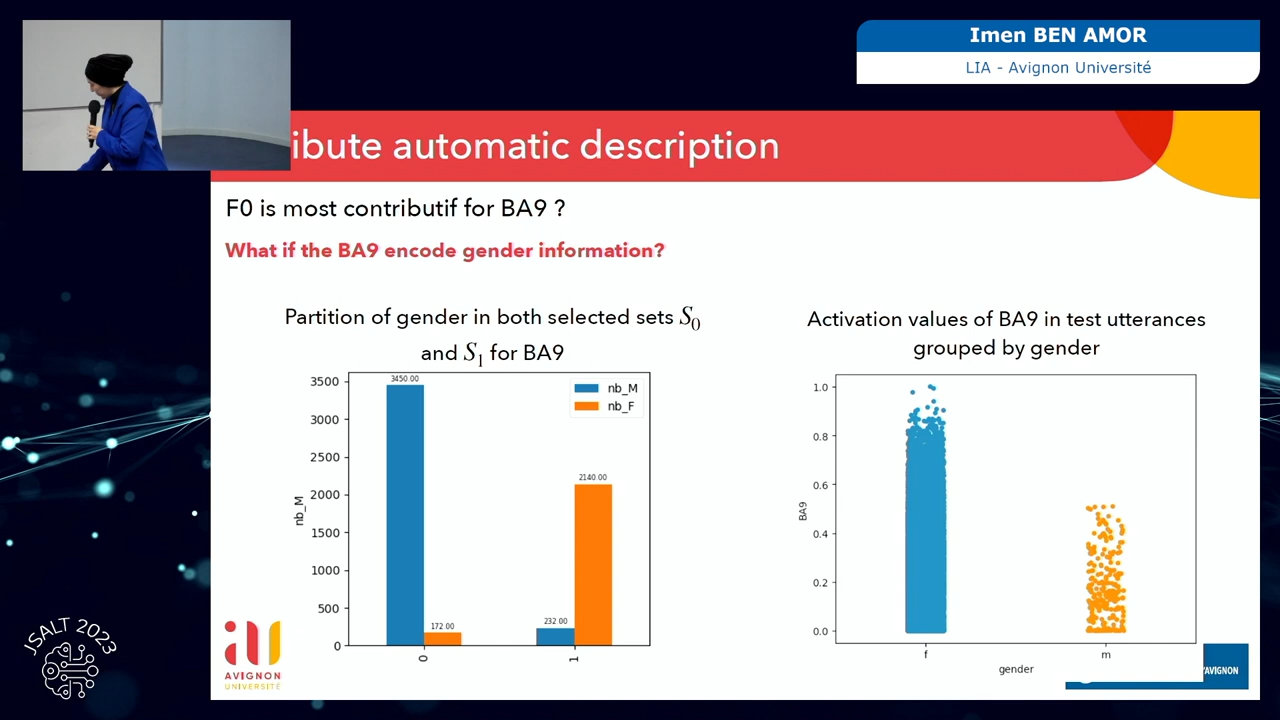 Imen BEN AMOR
LIA - Avignon Université
ibute automatic description
F0 is most contributif for BA9 ?
What if the BA9 encode gender information?
Partition of gender in both selected sets S0
and S1 for BA9
3500
3000
2500
2000
1500
1000
500
0
nb_M
3450.00
172.00
232.00
2140.00
nb_M
nb_F
0
1
Activation values of BA9 in test utterances
grouped by gender
1.0
0.8
0.6
0.4
0.2
0.0
BA9
f
m
gender
JSALT 2023
AVIGNON
UNIVERSITÉ
AVIGNON